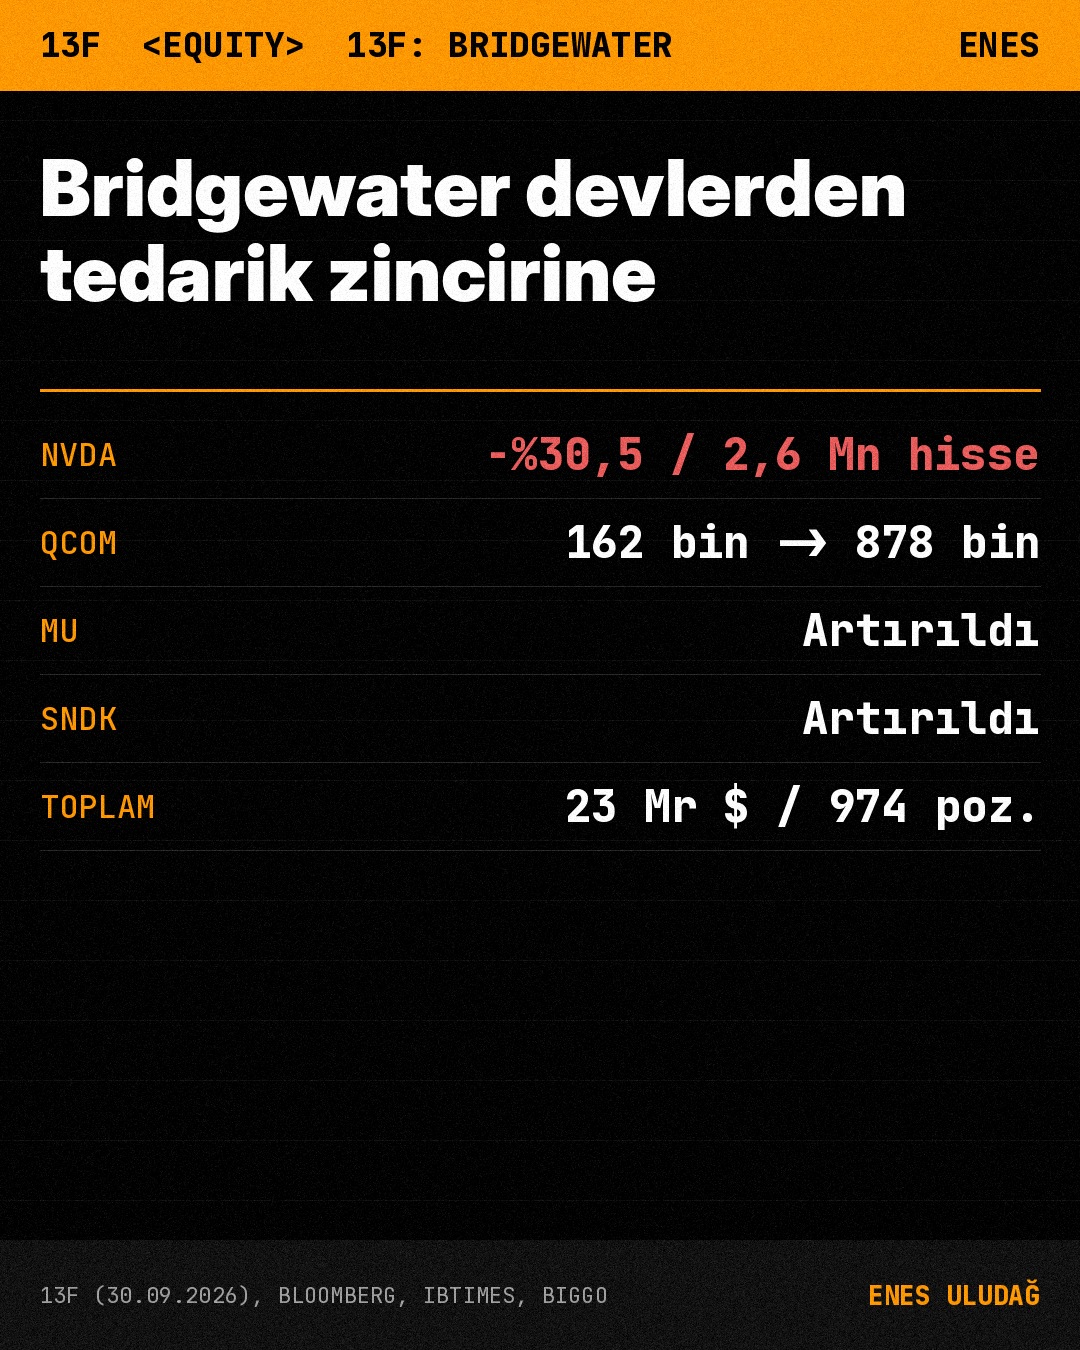 13F <EQUITY> 13F: BRIDGEWATER ENES
Bridgewater devlerden
tedarik zincirine
NVDA -%30,5 / 2,6 Mn hisse
QCOM 162 bin → 878 bin
MU Artırıldı
SNDK Artırıldı
TOPLAM 23 Mr $ / 974 poz.
13F (30.09.2026), BLOOMBERG, IBTIMES, BIGGO ENES ULUDAĞ